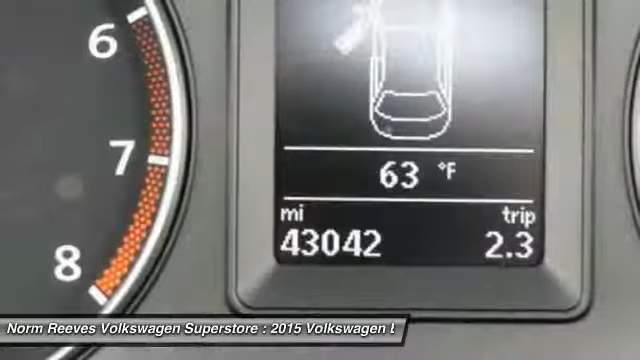 6
7
8
63 °F
mi trip
43042 2.3
Norm Reeves Volkswagen Superstore : 2015 Volkswagen